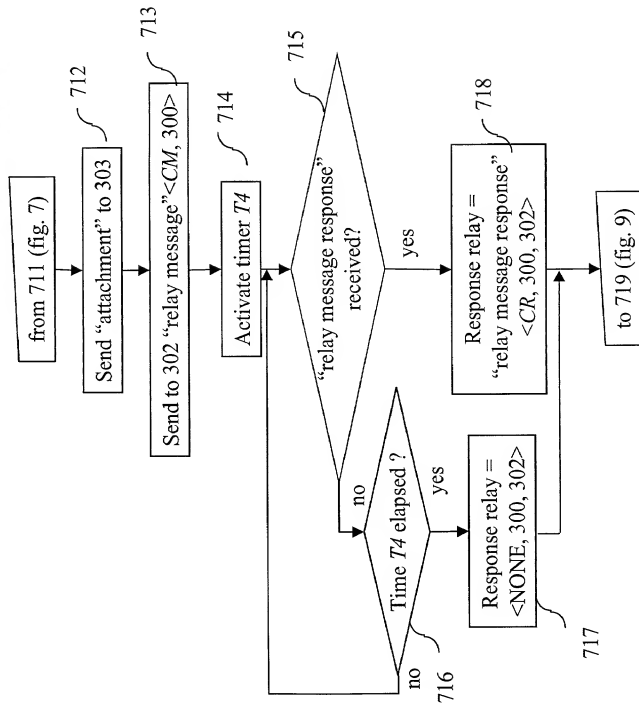 from 711 (fig. 7)
712
Send “attachment” to 303
713
Send to 302 “relay message”<CM, 300>
714
Activate timer T4
715
“relay message response”
received?
no
yes
Time T4 elapsed ?
716
no
yes
718
Response relay =
“relay message response”
<CR, 300, 302>
Response relay =
<NONE, 300, 302>
717
to 719 (fig. 9)